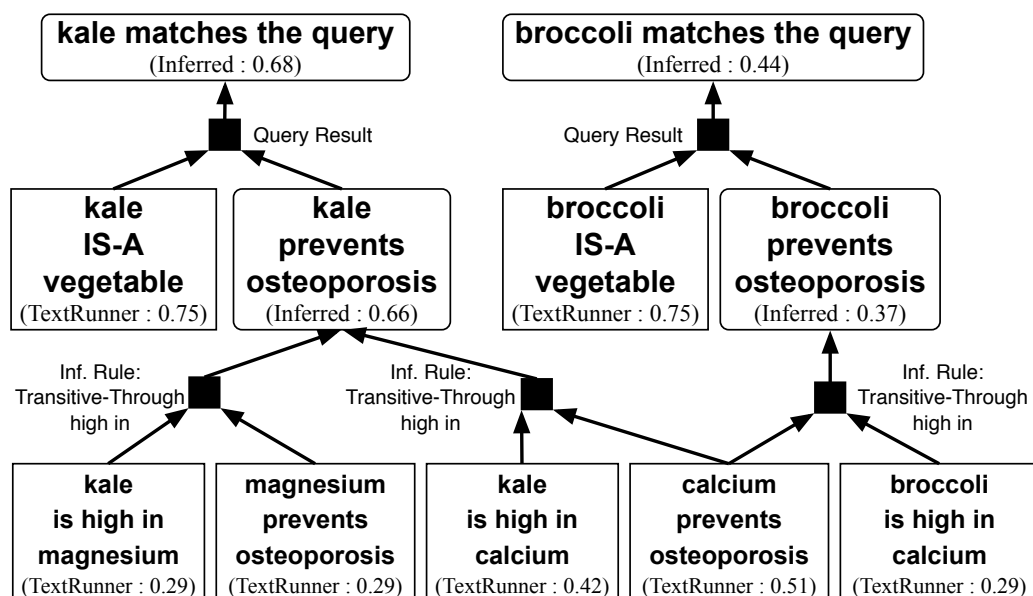 kale matches the query
(Inferred : 0.68)
broccoli matches the query
(Inferred : 0.44)
Query Result
Query Result
kale
IS-A
vegetable
(TextRunner : 0.75)
kale
prevents
osteoporosis
(Inferred : 0.66)
broccoli
IS-A
vegetable
(TextRunner : 0.75)
broccoli
prevents
osteoporosis
(Inferred : 0.37)
Inf. Rule:
Transitive-Through
high in
Inf. Rule:
Transitive-Through
high in
Inf. Rule:
Transitive-Through
high in
kale
is high in
magnesium
(TextRunner : 0.29)
magnesium
prevents
osteoporosis
(TextRunner : 0.29)
kale
is high in
calcium
(TextRunner : 0.42)
calcium
prevents
osteoporosis
(TextRunner : 0.51)
broccoli
is high in
calcium
(TextRunner : 0.29)